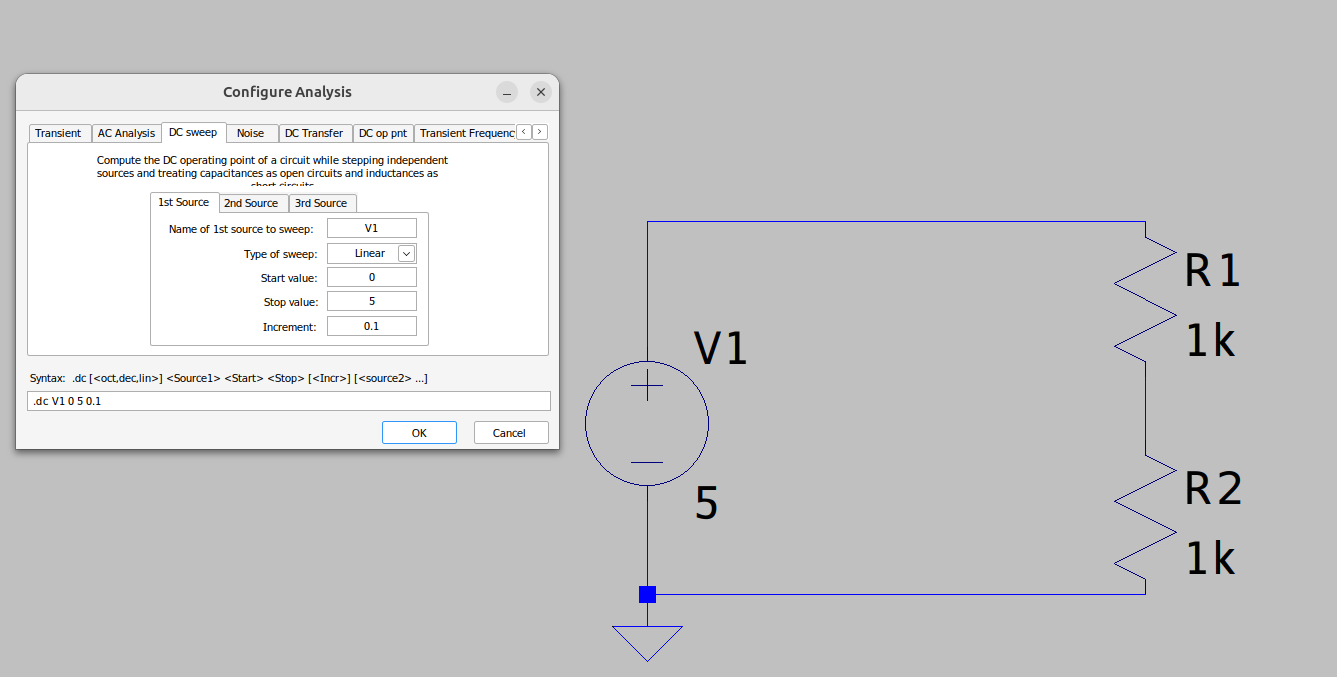 Configure Analysis
Transient AC Analysis DC sweep Noise DC Transfer DC op pnt Transient Frequenc
Compute the DC operating point of a circuit while stepping independent
sources and treating capacitances as open circuits and inductances as
short circuits.
1st Source 2nd Source 3rd Source
Name of 1st source to sweep: V1
Type of sweep: Linear
Start value: 0
Stop value: 5
Increment: 0.1
Syntax: .dc [<oct,dec,lin>] <Source1> <Start> <Stop> [<Incr>] [<source2> ...]
.dc V1 0 5 0.1
OK Cancel
V1
5
R1
1k
R2
1k